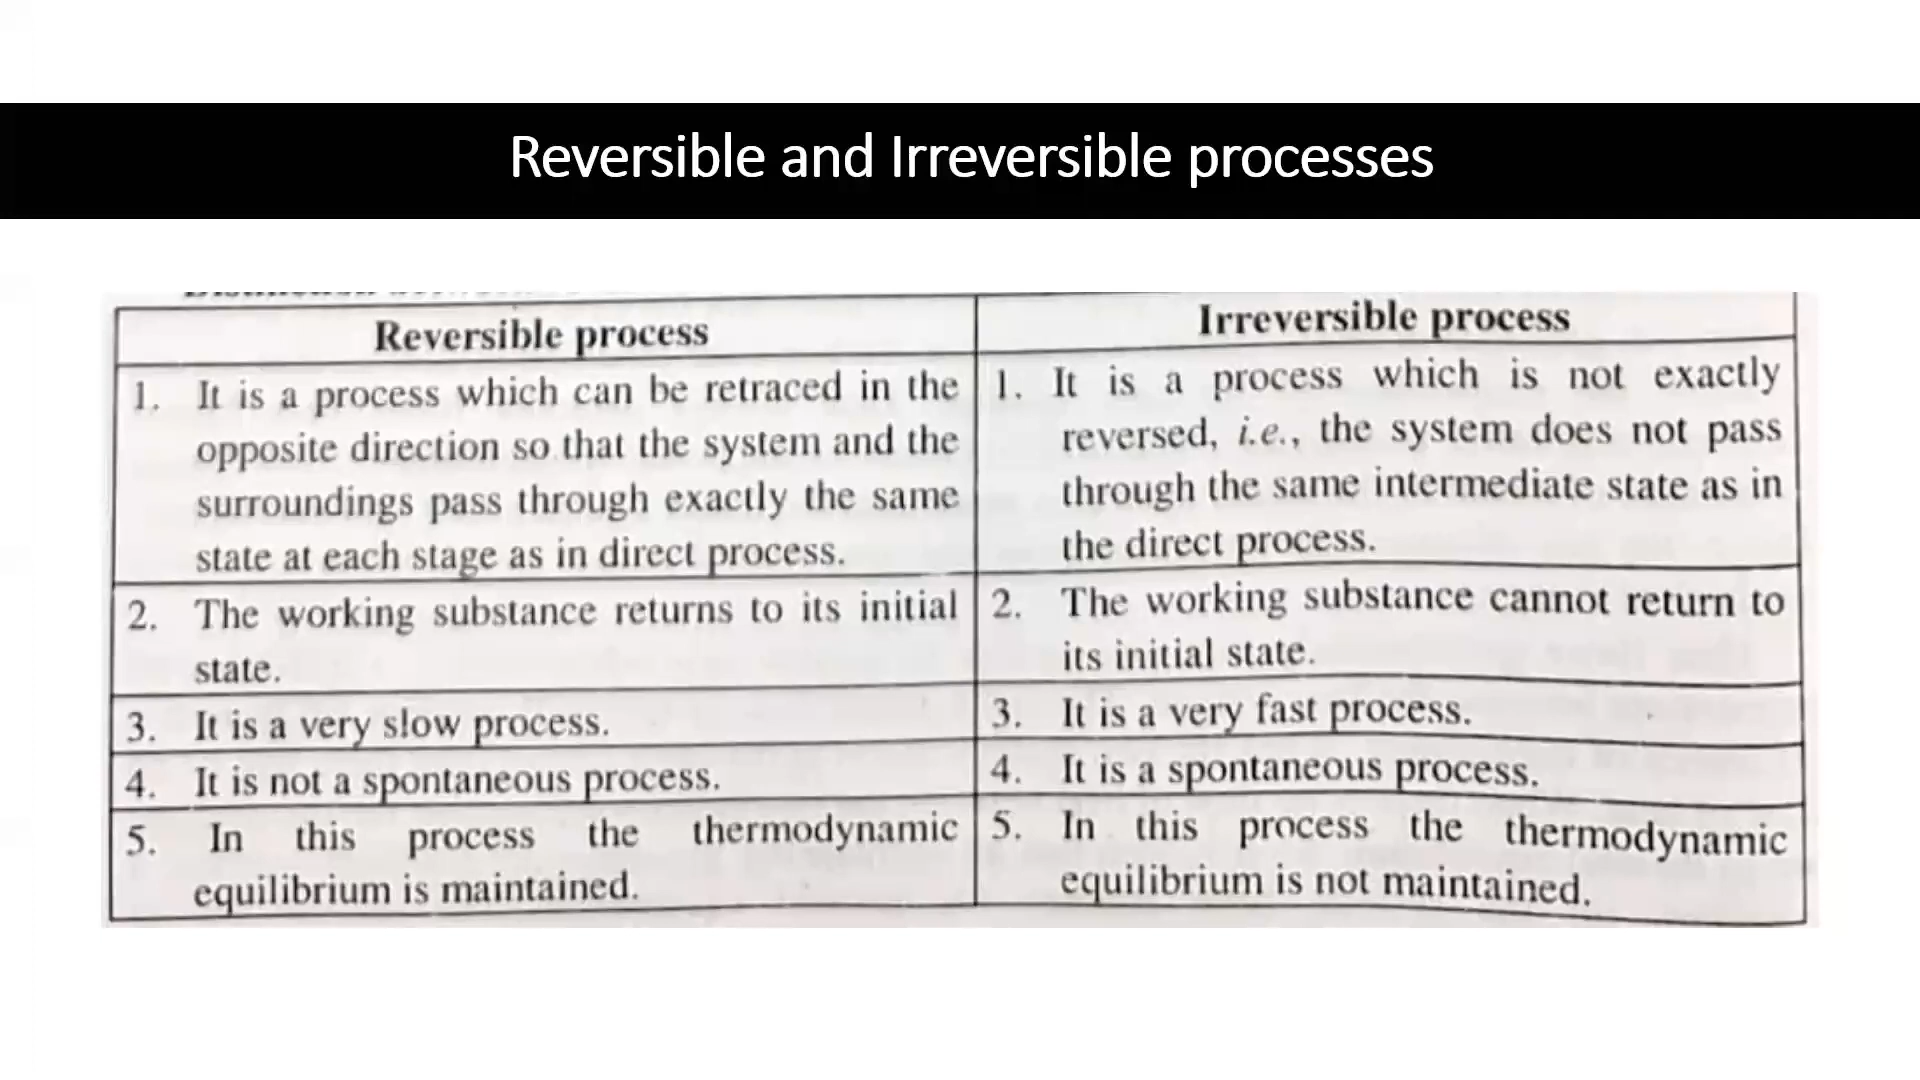 Reversible and Irreversible processes
Reversible process
1. It is a process which can be retraced in the
opposite direction so that the system and the
surroundings pass through exactly the same
state at each stage as in direct process.
2. The working substance returns to its initial
state.
3. It is a very slow process.
4. It is not a spontaneous process.
5. In this process the thermodynamic
equilibrium is maintained.
Irreversible process
1. It is a process which is not exactly
reversed, i.e., the system does not pass
through the same intermediate state as in
the direct process.
2. The working substance cannot return to
its initial state.
3. It is a very fast process.
4. It is a spontaneous process.
5. In this process the thermodynamic
equilibrium is not maintained.